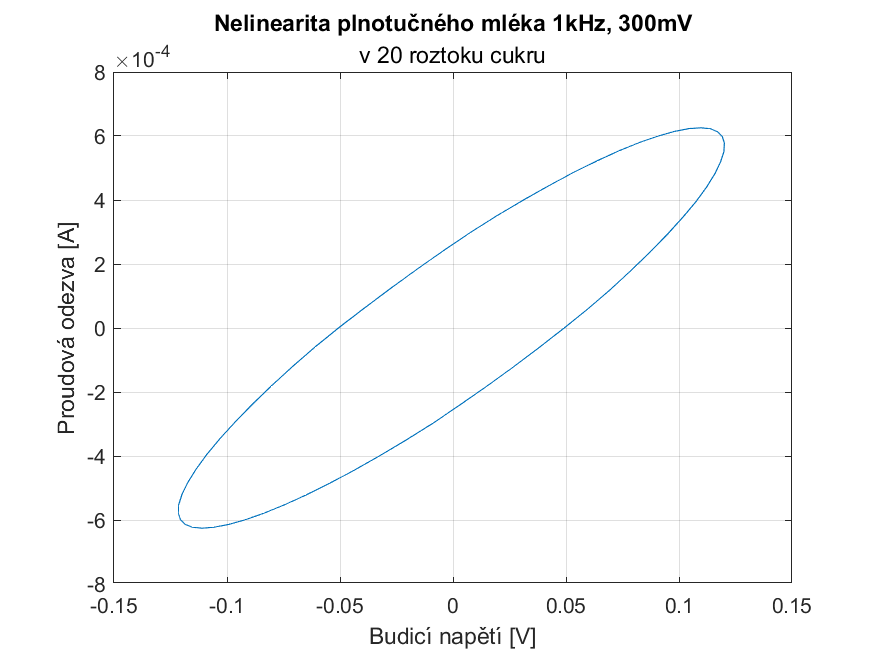 Nelinearita plnotučného mléka 1kHz, 300mV
v 20 roztoku cukru
×10-4
8
6
4
2
0
-2
-4
-6
-8
Proudová odezva [A]
-0.15 -0.1 -0.05 0 0.05 0.1 0.15
Budicí napětí [V]